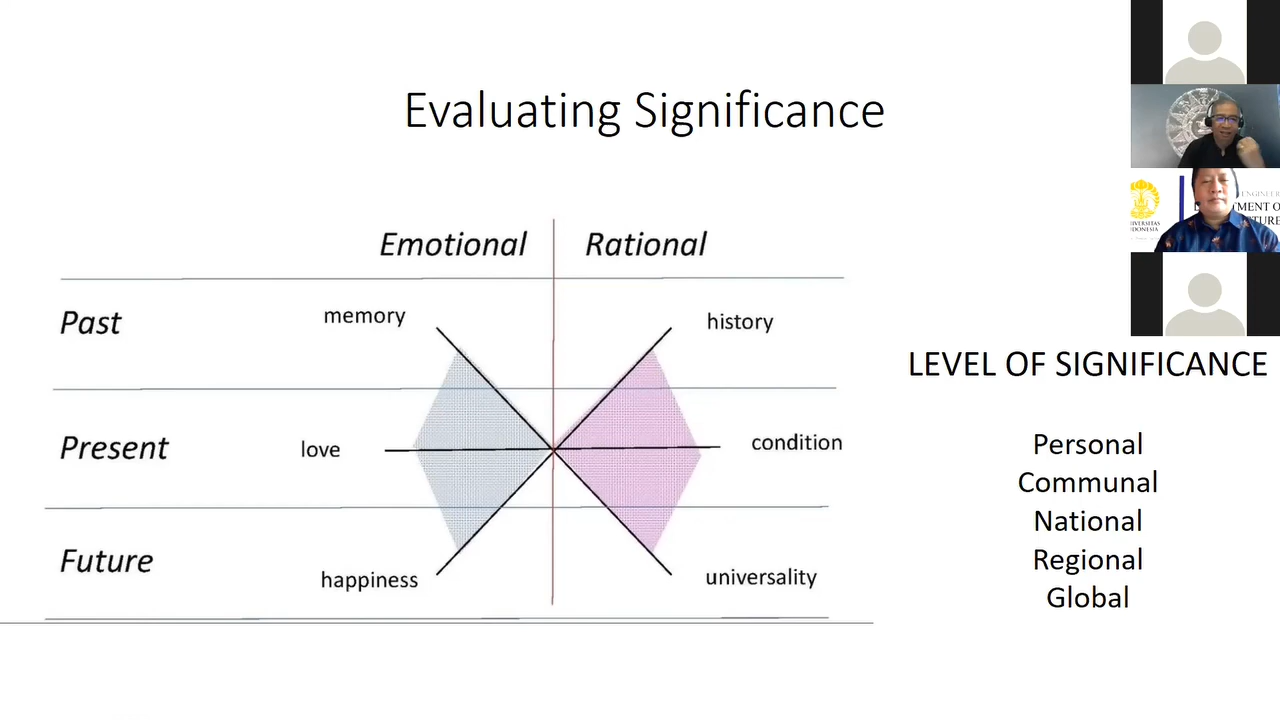 Evaluating Significance
Emotional Rational
Past memory history
Present love condition
Future happiness universality
LEVEL OF SIGNIFICANCE
Personal
Communal
National
Regional
Global
INDONESIA